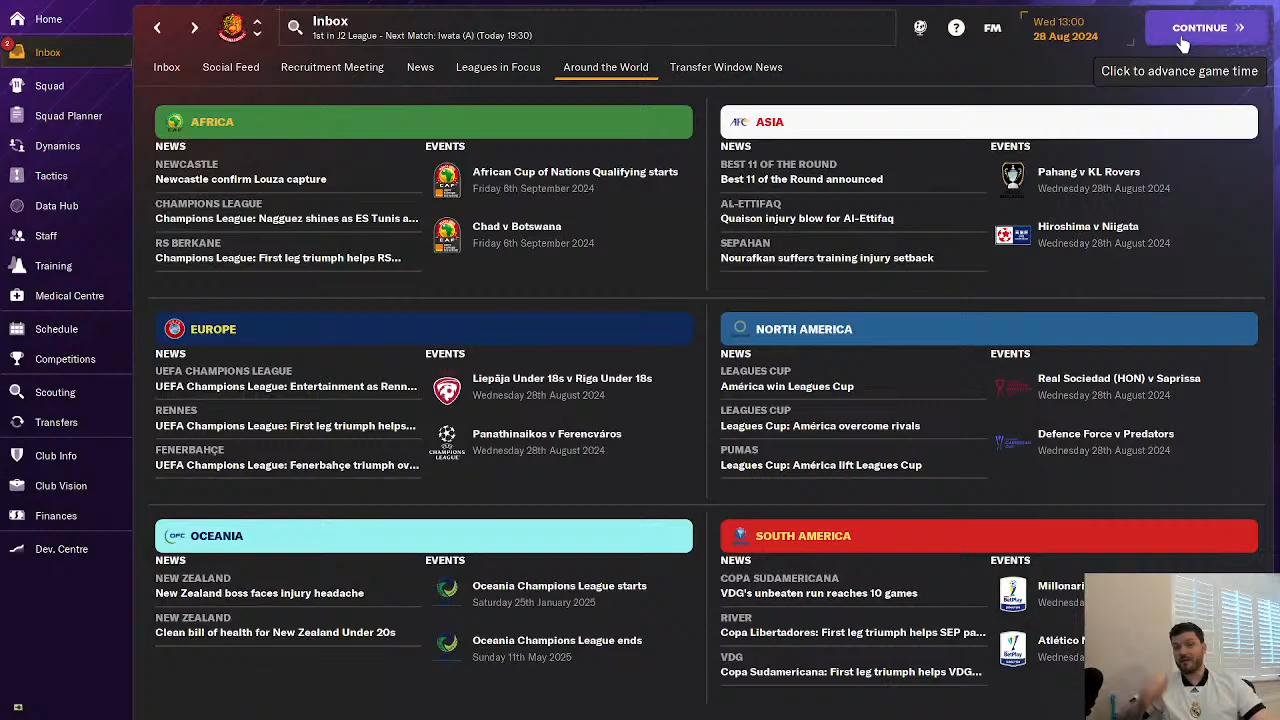 Home
2
Inbox
Squad
Squad Planner
Dynamics
Tactics
Data Hub
Staff
Training
Medical Centre
Schedule
Competitions
Scouting
Transfers
Club Info
Club Vision
Finances
Dev. Centre
Inbox
1st in J2 League - Next Match: Iwata (A) (Today 19:30)
?
FM
Wed 13:00
28 Aug 2024
CONTINUE
Click to advance game time
Inbox
Social Feed
Recruitment Meeting
News
Leagues in Focus
Around the World
Transfer Window News
AFRICA
NEWS
NEWCASTLE
Newcastle confirm Louza capture
CHAMPIONS LEAGUE
Champions League: Nagguez shines as ES Tunis a...
RS BERKANE
Champions League: First leg triumph helps RS...
EVENTS
African Cup of Nations Qualifying starts
Friday 6th September 2024
Chad v Botswana
Friday 6th September 2024
AFC
ASIA
NEWS
BEST 11 OF THE ROUND
Best 11 of the Round announced
AL-ETTIFAQ
Quaison injury blow for Al-Ettifaq
SEPAHAN
Nourafkan suffers training injury setback
EVENTS
Pahang v KL Rovers
Wednesday 28th August 2024
Hiroshima v Niigata
Wednesday 28th August 2024
EUROPE
NEWS
UEFA CHAMPIONS LEAGUE
UEFA Champions League: Entertainment as Renn...
RENNES
UEFA Champions League: First leg triumph helps...
FENERBAHÇE
UEFA Champions League: Fenerbahçe triumph ov...
EVENTS
Liepāja Under 18s v Riga Under 18s
Wednesday 28th August 2024
Panathinaikos v Ferencváros
Wednesday 28th August 2024
NORTH AMERICA
NEWS
LEAGUES CUP
América win Leagues Cup
LEAGUES CUP
Leagues Cup: América overcome rivals
PUMAS
Leagues Cup: América lift Leagues Cup
EVENTS
Real Sociedad (HON) v Saprissa
Wednesday 28th August 2024
Defence Force v Predators
Wednesday 28th August 2024
OFC
OCEANIA
NEWS
NEW ZEALAND
New Zealand boss faces injury headache
NEW ZEALAND
Clean bill of health for New Zealand Under 20s
EVENTS
Oceania Champions League starts
Saturday 25th January 2025
Oceania Champions League ends
Sunday 11th May 2025
SOUTH AMERICA
NEWS
COPA SUDAMERICANA
VDG's unbeaten run reaches 10 games
RIVER
Copa Libertadores: First leg triumph helps SEP pa...
VDG
Copa Sudamericana: First leg triumph helps VDG...
EVENTS
Millonari
Wednes
Atlético
Wednes